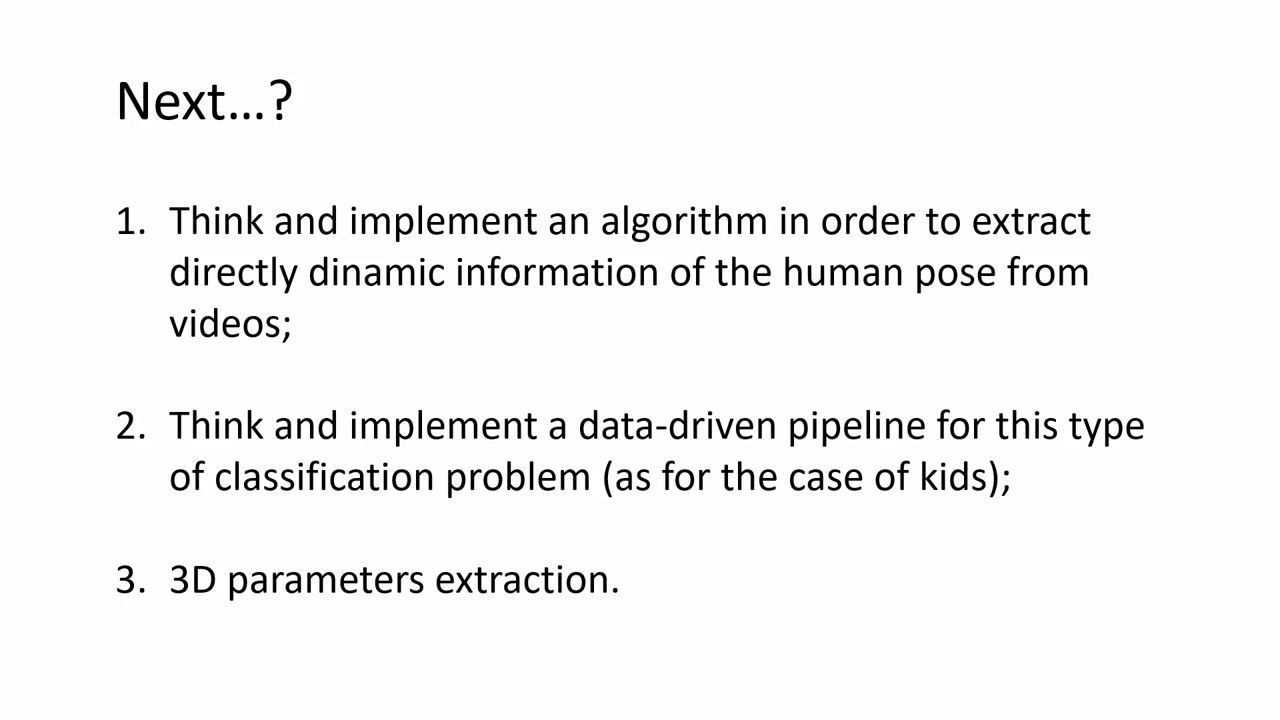 Next...?
1. Think and implement an algorithm in order to extract
directly dinamic information of the human pose from
videos;
2. Think and implement a data-driven pipeline for this type
of classification problem (as for the case of kids);
3. 3D parameters extraction.